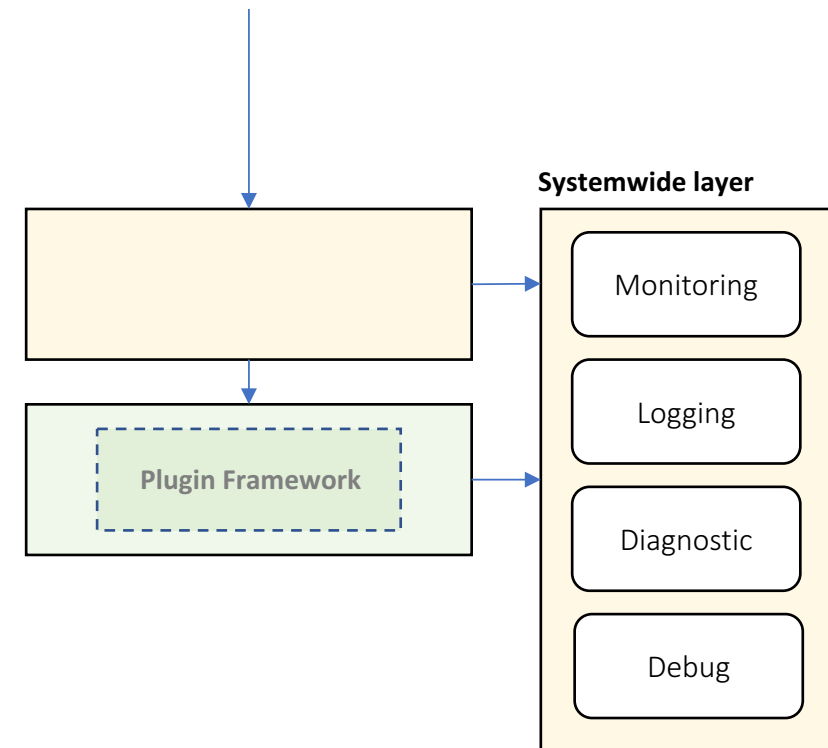 Systemwide layer
Monitoring
Logging
Plugin Framework
Diagnostic
Debug